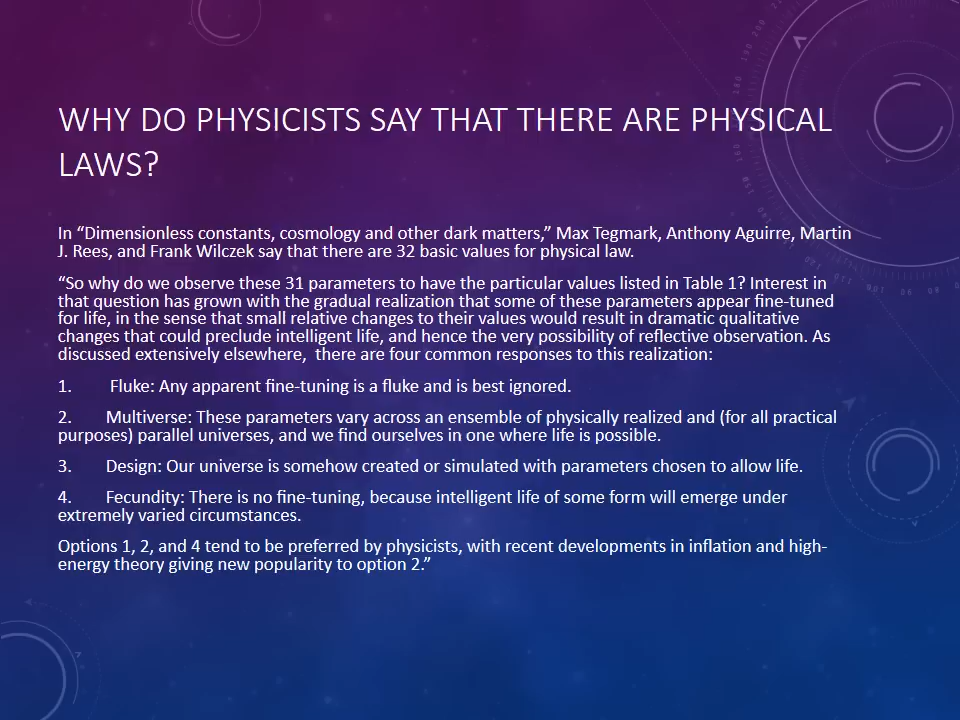 WHY DO PHYSICISTS SAY THAT THERE ARE PHYSICAL
LAWS?
In “Dimensionless constants, cosmology and other dark matters,” Max Tegmark, Anthony Aguirre, Martin
J. Rees, and Frank Wilczek say that there are 32 basic values for physical law.
“So why do we observe these 31 parameters to have the particular values listed in Table 1? Interest in
that question has grown with the gradual realization that some of these parameters appear fine-tuned
for life, in the sense that small relative changes to their values would result in dramatic qualitative
changes that could preclude intelligent life, and hence the very possibility of reflective observation. As
discussed extensively elsewhere,  there are four common responses to this realization:
1. Fluke: Any apparent fine-tuning is a fluke and is best ignored.
2. Multiverse: These parameters vary across an ensemble of physically realized and (for all practical
purposes) parallel universes, and we find ourselves in one where life is possible.
3. Design: Our universe is somehow created or simulated with parameters chosen to allow life.
4. Fecundity: There is no fine-tuning, because intelligent life of some form will emerge under
extremely varied circumstances.
Options 1, 2, and 4 tend to be preferred by physicists, with recent developments in inflation and high-
energy theory giving new popularity to option 2.”